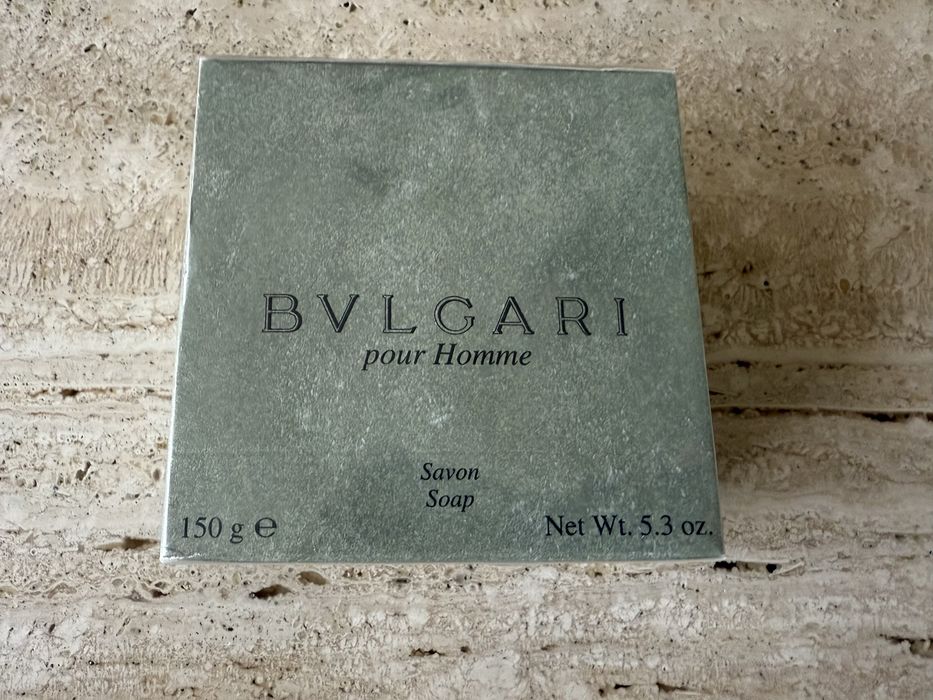 BVLGARI
pour Homme
Savon
Soap
150 g ℮
Net Wt. 5.3 oz.